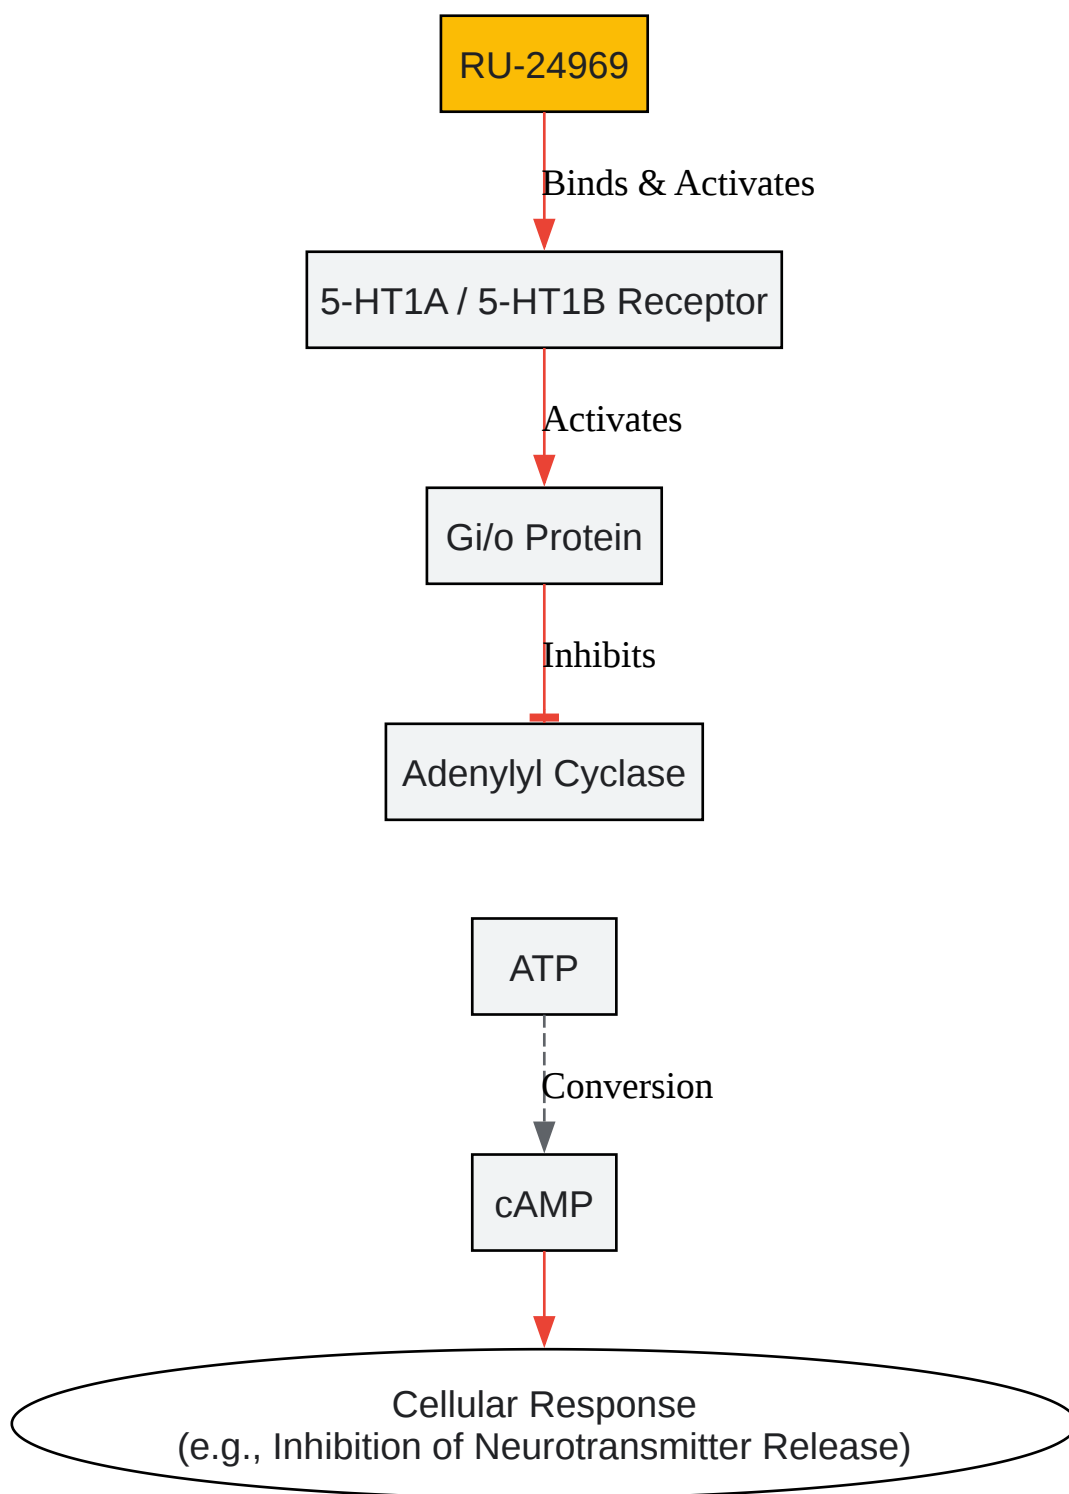 RU-24969
Binds & Activates
5-HT1A / 5-HT1B Receptor
Activates
Gi/o Protein
Inhibits
Adenylyl Cyclase
ATP
Conversion
cAMP
Cellular Response
(e.g., Inhibition of Neurotransmitter Release)